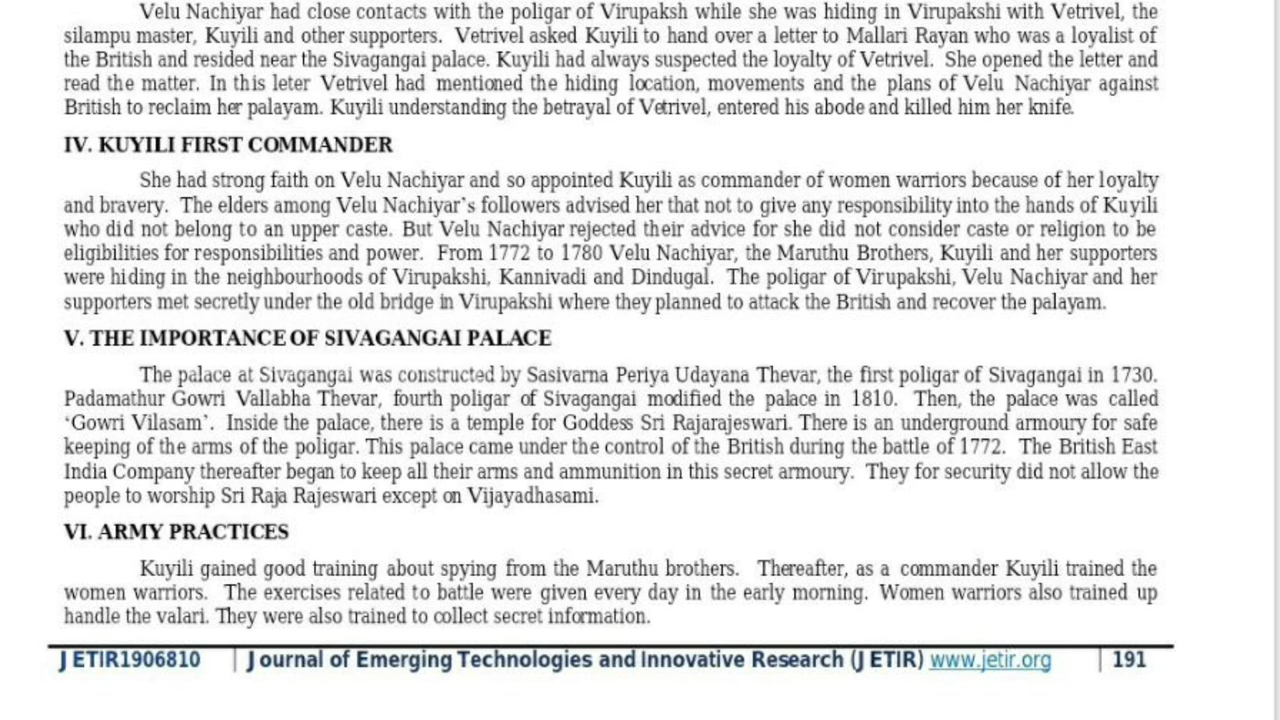 Velu Nachiyar had close contacts with the poligar of Virupaksh while she was hiding in Virupakshi with Vetrivel, the
silampu master, Kuyili and other supporters. Vetrivel asked Kuyili to hand over a letter to Mallari Rayan who was a loyalist of
the British and resided near the Sivagangai palace. Kuyili had always suspected the loyalty of Vetrivel. She opened the letter and
read the matter. In this leter Vetrivel had mentioned the hiding location, movements and the plans of Velu Nachiyar against
British to reclaim her palayam. Kuyili understanding the betrayal of Vetrivel, entered his abode and killed him her knife.
IV. KUYILI FIRST COMMANDER
She had strong faith on Velu Nachiyar and so appointed Kuyili as commander of women warriors because of her loyalty
and bravery. The elders among Velu Nachiyar's followers advised her that not to give any responsibility into the hands of Kuyili
who did not belong to an upper caste. But Velu Nachiyar rejected their advice for she did not consider caste or religion to be
eligibilities for responsibilities and power. From 1772 to 1780 Velu Nachiyar, the Maruthu Brothers, Kuyili and her supporters
were hiding in the neighbourhoods of Virupakshi, Kannivadi and Dindugal. The poligar of Virupakshi, Velu Nachiyar and her
supporters met secretly under the old bridge in Virupakshi where they planned to attack the British and recover the palayam.
V. THE IMPORTANCE OF SIVAGANGAI PALACE
The palace at Sivagangai was constructed by Sasivarna Periya Udayana Thevar, the first poligar of Sivagangai in 1730.
Padamathur Gowri Vallabha Thevar, fourth poligar of Sivagangai modified the palace in 1810. Then, the palace was called
'Gowri Vilasam'. Inside the palace, there is a temple for Goddess Sri Rajarajeswari. There is an underground armoury for safe
keeping of the arms of the poligar. This palace came under the control of the British during the battle of 1772. The British East
India Company thereafter began to keep all their arms and ammunition in this secret armoury. They for security did not allow the
people to worship Sri Raja Rajeswari except on Vijayadhasami.
VI. ARMY PRACTICES
Kuyili gained good training about spying from the Maruthu brothers. Thereafter, as a commander Kuyili trained the
women warriors. The exercises related to battle were given every day in the early morning. Women warriors also trained up
handle the valari. They were also trained to collect secret information.
JETIR1906810 | Journal of Emerging Technologies and Innovative Research (JETIR) www.jetir.org | 191